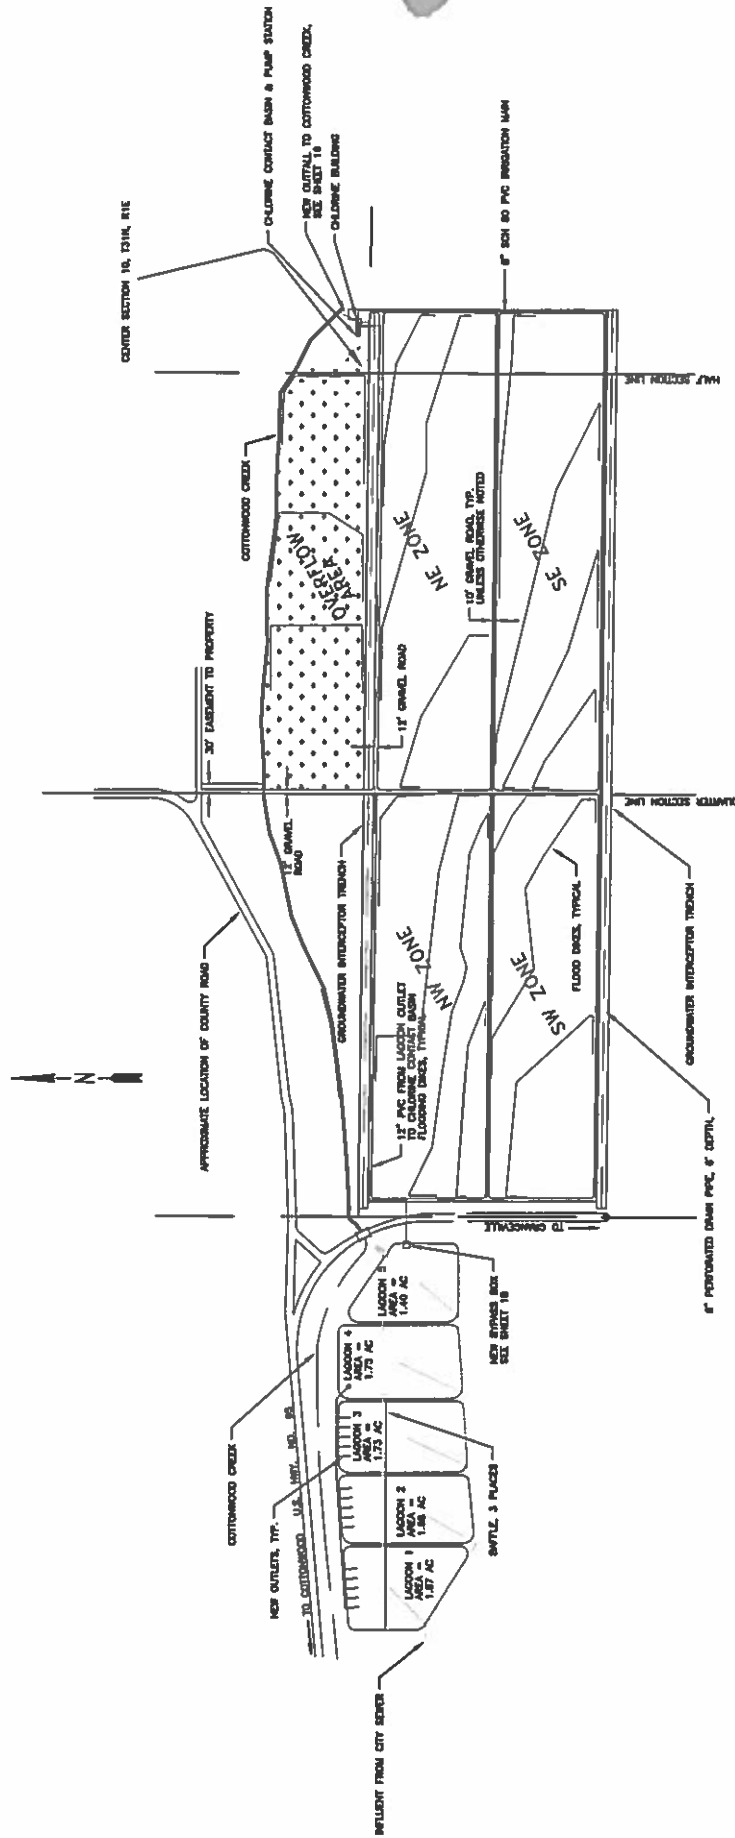 CENTER SECTION 10, T31N, R1E
CHLORINE CONTACT BASIN & PUMP STATION
NEW OUTFALL TO COTTONWOOD CREEK,
SEE SHEET 18
CHLORINE BUILDING
8" SCH 80 PVC IRRIGATION MAIN
HALF SECTION LINE
COTTONWOOD CREEK
OVERFLOW
AREA
NE ZONE
10' GRAVEL ROAD, TYP.
UNLESS OTHERWISE NOTED
SE ZONE
30' EASEMENT TO PROPERTY
12' GRAVEL ROAD
12' GRAVEL
ROAD
QUARTER SECTION LINE
GROUNDWATER INTERCEPTOR TRENCH
APPROXIMATE LOCATION OF COUNTY ROAD
N
NW ZONE
12" PVC FROM LAGOON OUTLET
TO CHLORINE CONTACT BASIN
FLOODING DIKES, TYPICAL
SW ZONE
FLOOD DIKES, TYPICAL
GROUNDWATER INTERCEPTOR TRENCH
8" PERFORATED DRAIN PIPE, 6' DEPTH,
TO GRANGEVILLE
NEW BYPASS BOX
SEE SHEET 18
LAGOON 5
AREA =
1.40 AC
LAGOON 4
AREA =
1.73 AC
LAGOON 3
AREA =
1.73 AC
LAGOON 2
AREA =
1.88 AC
LAGOON 1
AREA =
1.87 AC
BAFFLE, 3 PLACES
COTTONWOOD CREEK
NEW OUTLETS, TYP.
TO COTTONWOOD U.S. HWY. NO. 95
INFLUENT FROM CITY SEWER